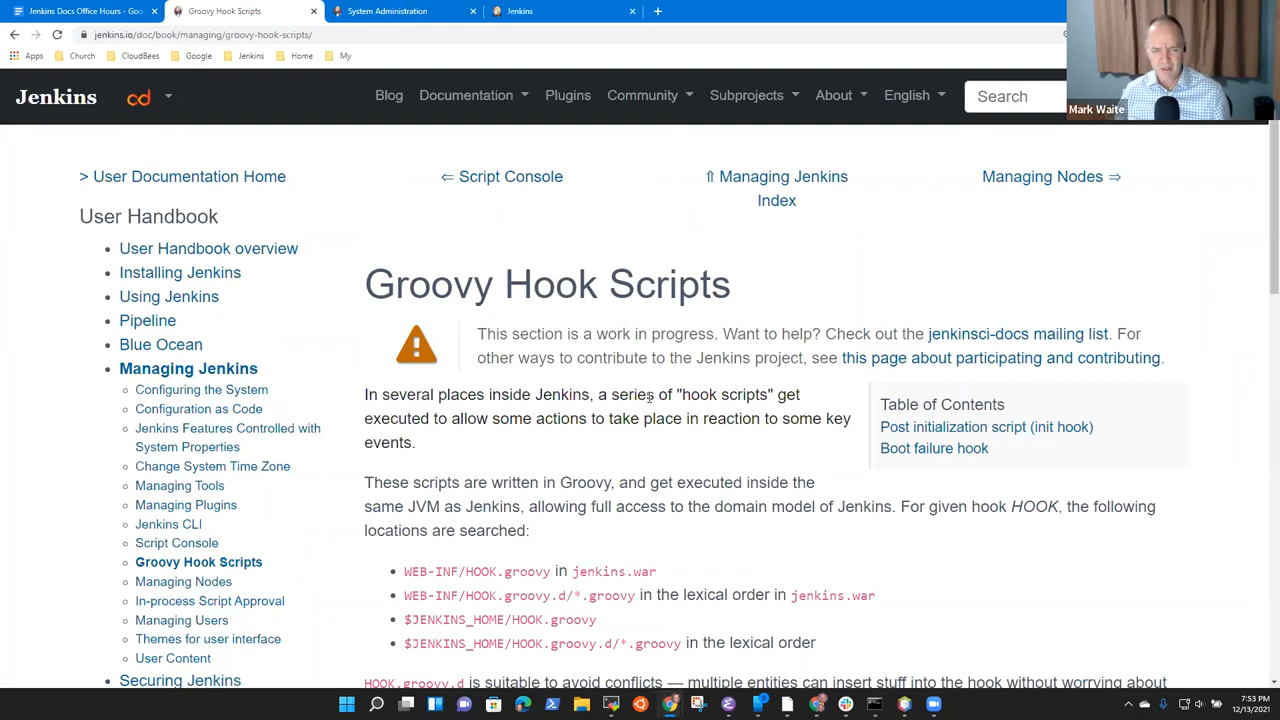 Jenkins Docs Office Hours - Goo
Groovy Hook Scripts
System Administration
Jenkins
jenkins.io/doc/book/managing/groovy-hook-scripts/
Apps
Church
CloudBees
Google
Jenkins
Home
My
Mark Waite
Jenkins
cd
Blog
Documentation
Plugins
Community
Subprojects
About
English
Search
> User Documentation Home
⇐ Script Console
⇑ Managing Jenkins
Index
Managing Nodes ⇒
User Handbook
User Handbook overview
Installing Jenkins
Using Jenkins
Pipeline
Blue Ocean
Managing Jenkins
Configuring the System
Configuration as Code
Jenkins Features Controlled with
System Properties
Change System Time Zone
Managing Tools
Managing Plugins
Jenkins CLI
Script Console
Groovy Hook Scripts
Managing Nodes
In-process Script Approval
Managing Users
Themes for user interface
User Content
Securing Jenkins
Groovy Hook Scripts
This section is a work in progress. Want to help? Check out the jenkinsci-docs mailing list. For
other ways to contribute to the Jenkins project, see this page about participating and contributing.
In several places inside Jenkins, a series of "hook scripts" get
executed to allow some actions to take place in reaction to some key
events.
Table of Contents
Post initialization script (init hook)
Boot failure hook
These scripts are written in Groovy, and get executed inside the
same JVM as Jenkins, allowing full access to the domain model of Jenkins. For given hook HOOK, the following
locations are searched:
WEB-INF/HOOK.groovy in jenkins.war
WEB-INF/HOOK.groovy.d/*.groovy in the lexical order in jenkins.war
$JENKINS_HOME/HOOK.groovy
$JENKINS_HOME/HOOK.groovy.d/*.groovy in the lexical order
HOOK.groovy.d is suitable to avoid conflicts — multiple entities can insert stuff into the hook without worrying about
7:53 PM
12/13/2021